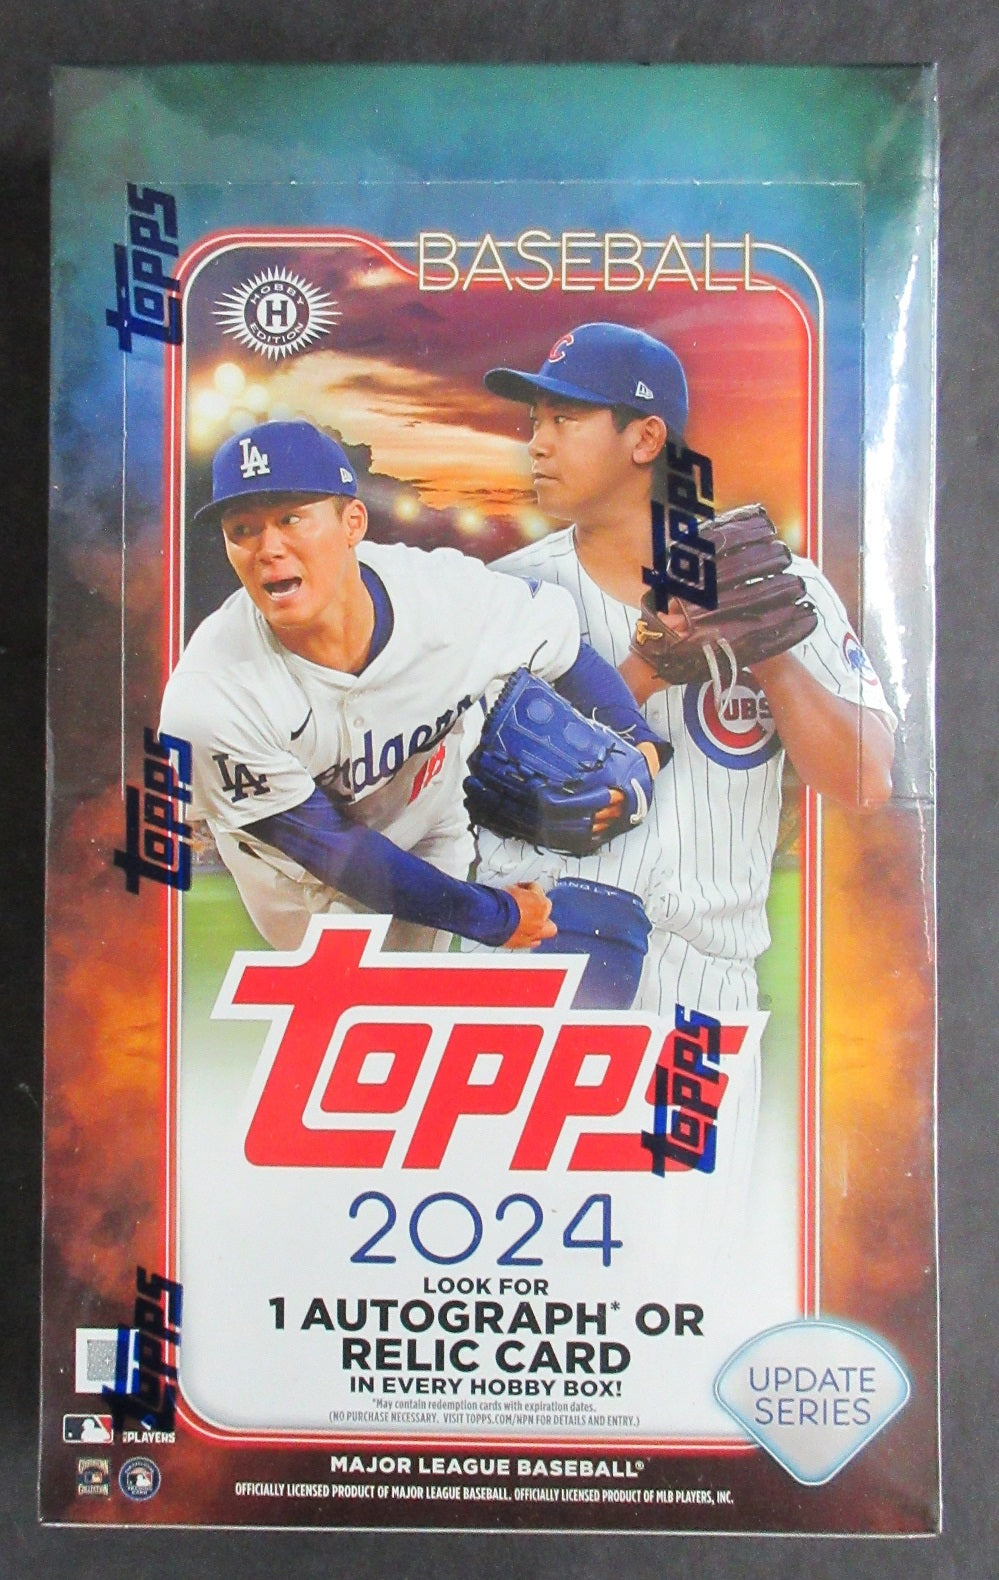 BASEBALL
HOBBY
H
EDITION
topps
C
topps
LA
CUBS
Dodgers
LA
topps
topps
topps
2024
LOOK FOR
1 AUTOGRAPH* OR
RELIC CARD
IN EVERY HOBBY BOX!
*May contain redemption cards with expiration dates.
(NO PURCHASE NECESSARY. VISIT TOPPS.COM/NPN FOR DETAILS AND ENTRY.)
UPDATE
SERIES
topps
PLAYERS
MAJOR LEAGUE BASEBALL®
OFFICIALLY LICENSED PRODUCT OF MAJOR LEAGUE BASEBALL. OFFICIALLY LICENSED PRODUCT OF MLB PLAYERS, INC.